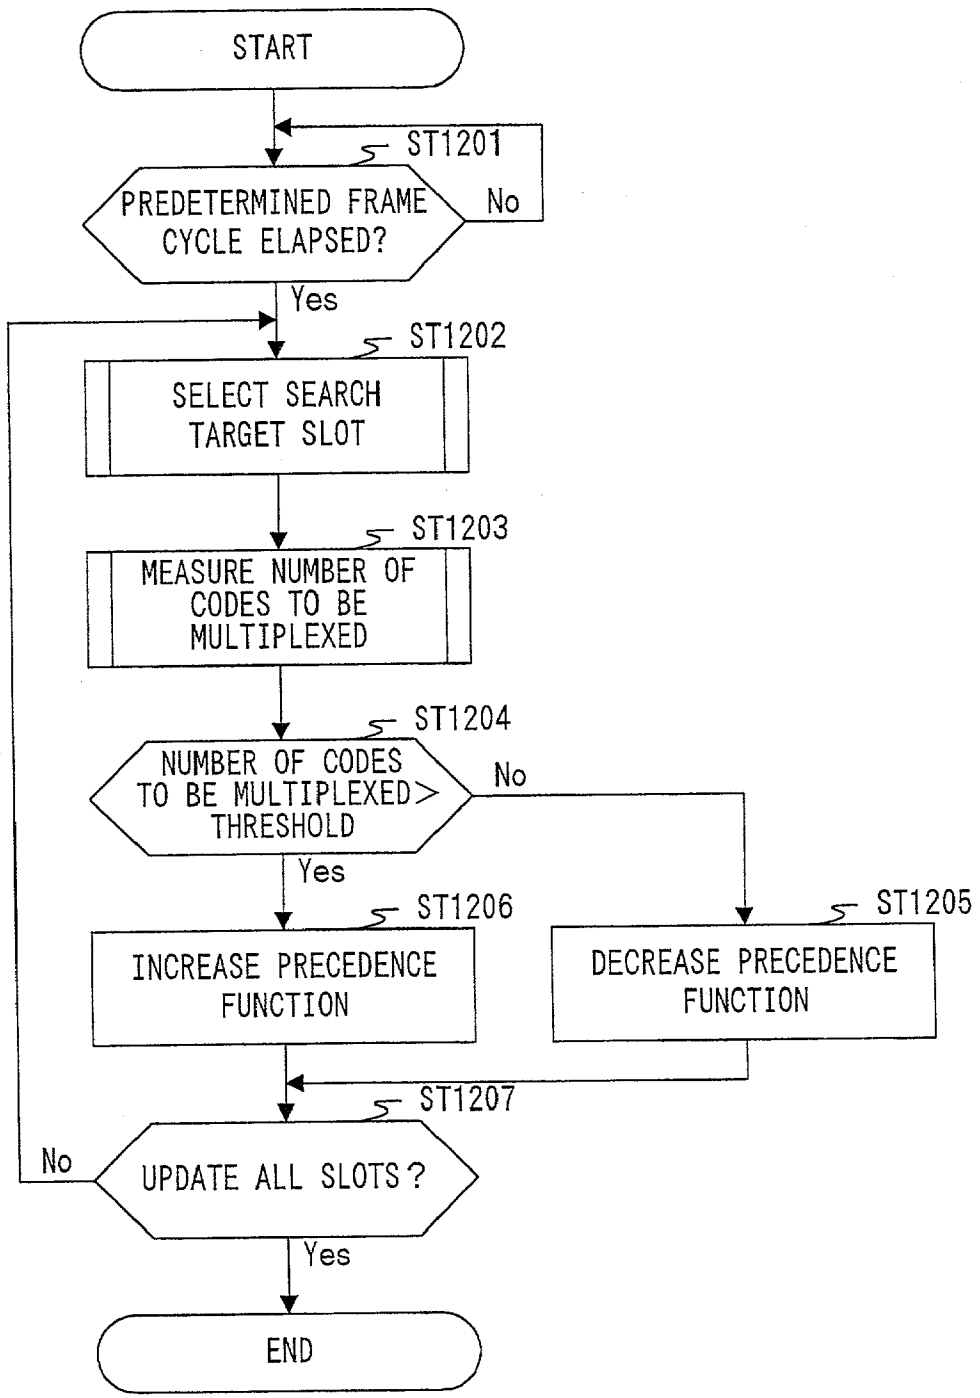 START
ST1201
PREDETERMINED FRAME
CYCLE ELAPSED?
No
Yes
ST1202
SELECT SEARCH
TARGET SLOT
ST1203
MEASURE NUMBER OF
CODES TO BE
MULTIPLEXED
ST1204
NUMBER OF CODES
TO BE MULTIPLEXED>
THRESHOLD
No
Yes
ST1206
INCREASE PRECEDENCE
FUNCTION
ST1205
DECREASE PRECEDENCE
FUNCTION
ST1207
UPDATE ALL SLOTS?
No
Yes
END